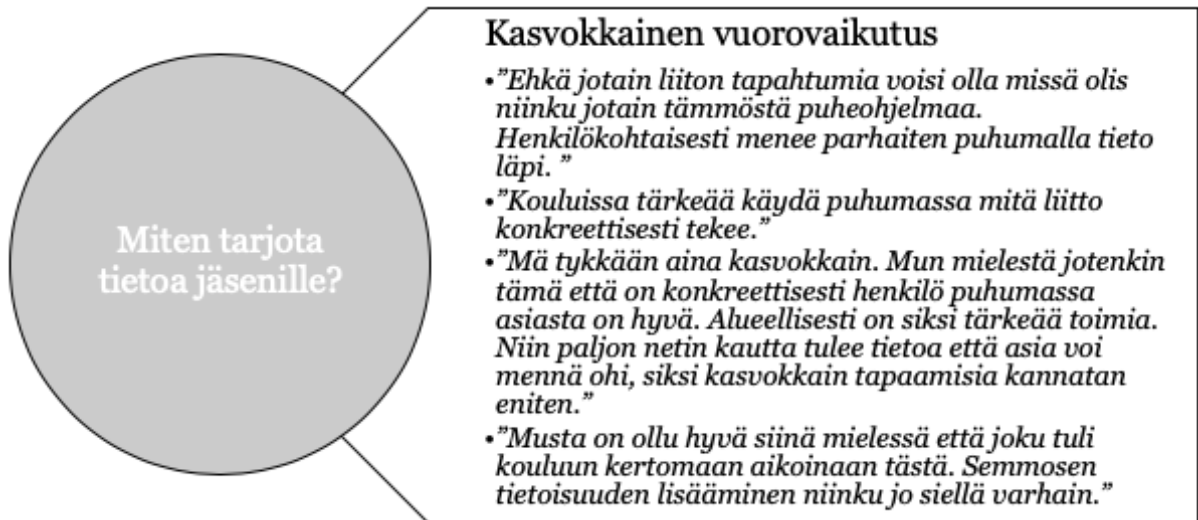 Miten tarjota
tietoa jäsenille?
Kasvokkainen vuorovaikutus
•”Ehkä jotain liiton tapahtumia voisi olla missä olis
niinku jotain tämmöstä puheohjelmaa.
Henkilökohtaisesti menee parhaiten puhumalla tieto
läpi. ”
•”Kouluissa tärkeää käydä puhumassa mitä liitto
konkreettisesti tekee.”
•”Mä tykkään aina kasvokkain. Mun mielestä jotenkin
tämä että on konkreettisesti henkilö puhumassa
asiasta on hyvä. Alueellisesti on siksi tärkeää toimia.
Niin paljon netin kautta tulee tietoa että asia voi
mennä ohi, siksi kasvokkain tapaamisia kannatan
eniten.”
•”Musta on ollu hyvä siinä mielessä että joku tuli
kouluun kertomaan aikoinaan tästä. Semmosen
tietoisuuden lisääminen niinku jo siellä varhain.”